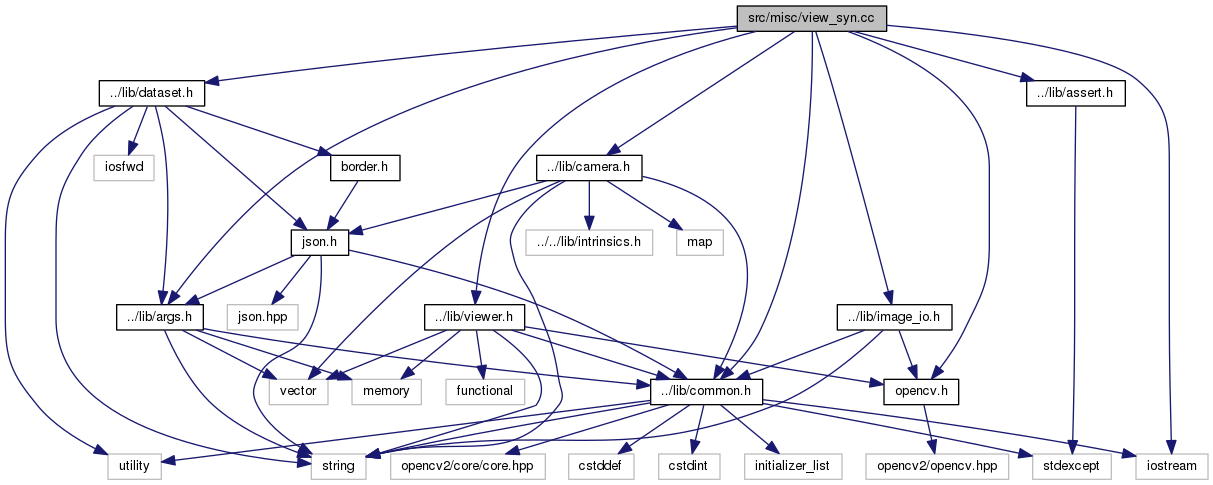 src/misc/view_syn.cc
../lib/dataset.h
../lib/assert.h
iosfwd
border.h
../lib/camera.h
json.h
../../lib/intrinsics.h
map
../lib/args.h
json.hpp
../lib/viewer.h
../lib/image_io.h
vector
memory
functional
../lib/common.h
opencv.h
utility
string
opencv2/core/core.hpp
cstddef
cstdint
initializer_list
opencv2/opencv.hpp
stdexcept
iostream